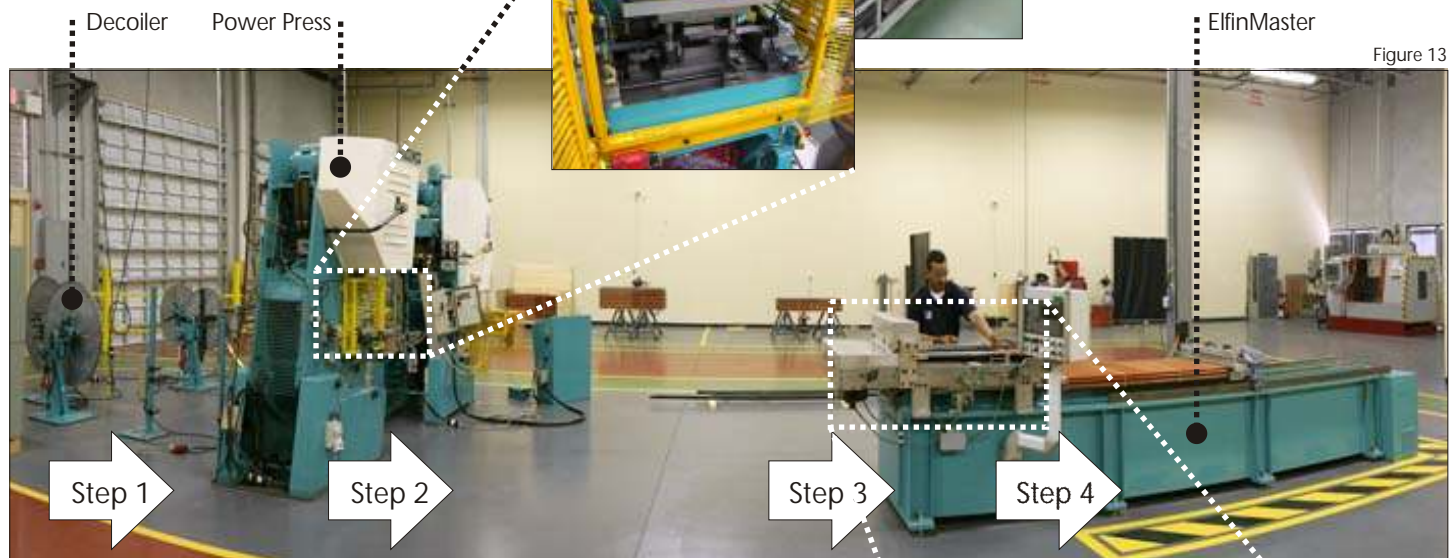 Decoiler
Power Press
ElfinMaster
Figure 13
Step 1
Step 2
Step 3
Step 4